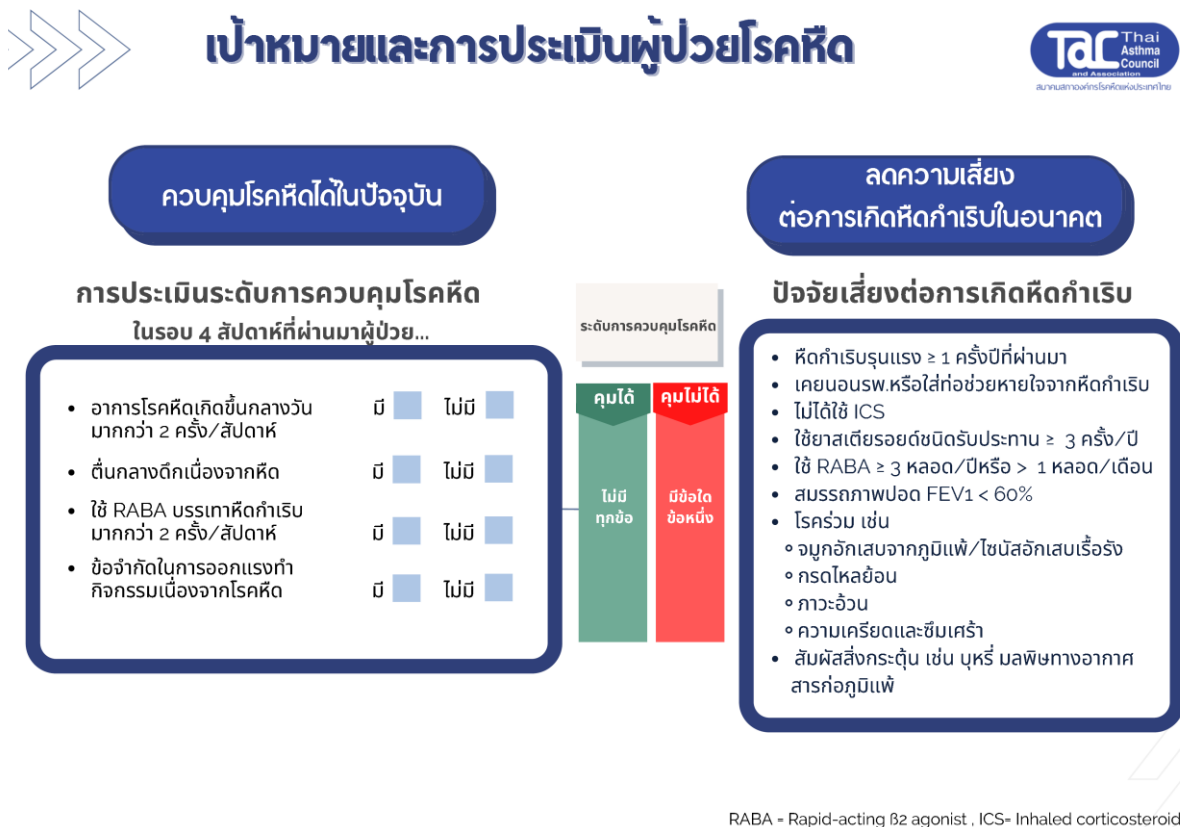 เป้าหมายและการประเมินผู้ป่วยโรคหืด
TaC Thai
Asthma
Council
and Association
สมาคมสภาองค์กรโรคหืดแห่งประเทศไทย
ควบคุมโรคหืดได้ในปัจจุบัน
การประเมินระดับการควบคุมโรคหืด
ในรอบ 4 สัปดาห์ที่ผ่านมาผู้ป่วย...
• อาการโรคหืดเกิดขึ้นกลางวัน มี ไม่มี
มากกว่า 2 ครั้ง/สัปดาห์
• ตื่นกลางดึกเนื่องจากหืด มี ไม่มี
• ใช้ RABA บรรเทาหืดกำเริบ
มากกว่า 2 ครั้ง/สัปดาห์ มี ไม่มี
• ข้อจำกัดในการออกแรงทำ
กิจกรรมเนื่องจากโรคหืด มี ไม่มี
ระดับการควบคุมโรคหืด
คุมได้ คุมไม่ได้
ไม่มี มีข้อใด
ทุกข้อ ข้อหนึ่ง
ลดความเสี่ยง
ต่อการเกิดหืดกำเริบในอนาคต
ปัจจัยเสี่ยงต่อการเกิดหืดกำเริบ
• หืดกำเริบรุนแรง ≥ 1 ครั้งปีที่ผ่านมา
• เคยนอนรพ.หรือใส่ท่อช่วยหายใจจากหืดกำเริบ
• ไม่ได้ใช้ ICS
• ใช้ยาสเตียรอยด์ชนิดรับประทาน ≥ 3 ครั้ง/ปี
• ใช้ RABA ≥ 3 หลอด/ปีหรือ > 1 หลอด/เดือน
• สมรรถภาพปอด FEV1 < 60%
• โรคร่วม เช่น
∘ จมูกอักเสบจากภูมิแพ้/ไซนัสอักเสบเรื้อรัง
∘ กรดไหลย้อน
∘ ภาวะอ้วน
∘ ความเครียดและซึมเศร้า
• สัมผัสสิ่งกระตุ้น เช่น บุหรี่ มลพิษทางอากาศ
สารก่อภูมิแพ้
RABA = Rapid-acting ß2 agonist , ICS= Inhaled corticosteroid